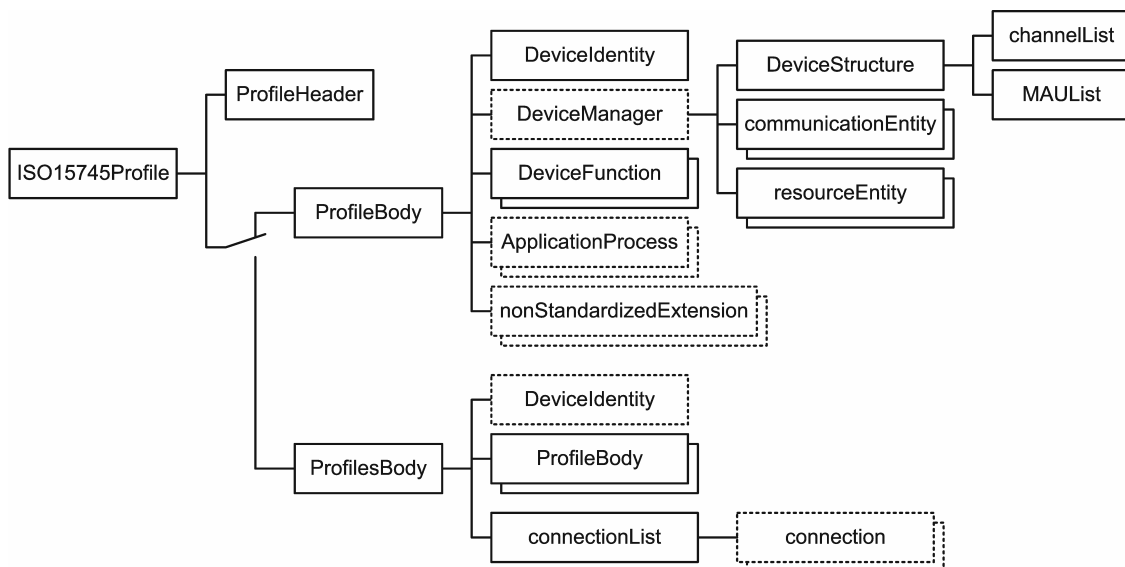 channelList
DeviceIdentity
DeviceStructure
ProfileHeader
MAUList
DeviceManager
communicationEntity
ISO15745Profile
DeviceFunction
resourceEntity
ProfileBody
ApplicationProcess
nonStandardizedExtension
DeviceIdentity
ProfilesBody
ProfileBody
connectionList
connection